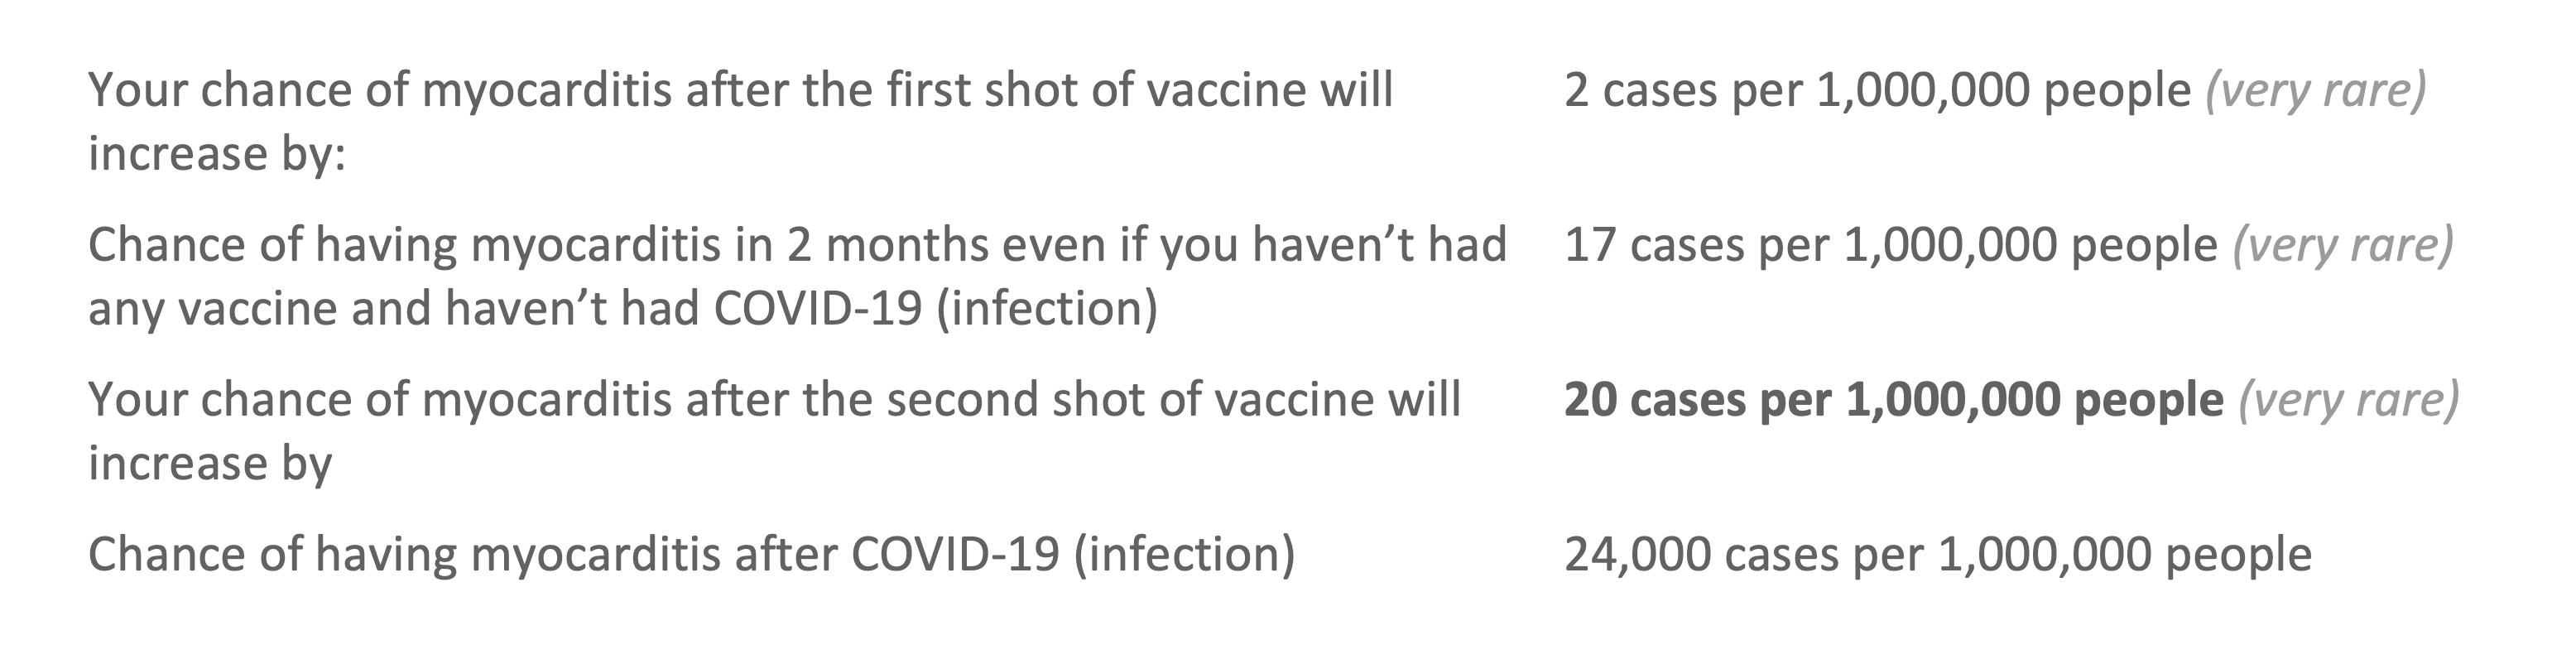 Your chance of myocarditis after the first shot of vaccine will increase by:
2 cases per 1,000,000 people (very rare)
Chance of having myocarditis in 2 months even if you haven’t had any vaccine and haven’t had COVID-19 (infection)
17 cases per 1,000,000 people (very rare)
Your chance of myocarditis after the second shot of vaccine will increase by
20 cases per 1,000,000 people (very rare)
Chance of having myocarditis after COVID-19 (infection)
24,000 cases per 1,000,000 people